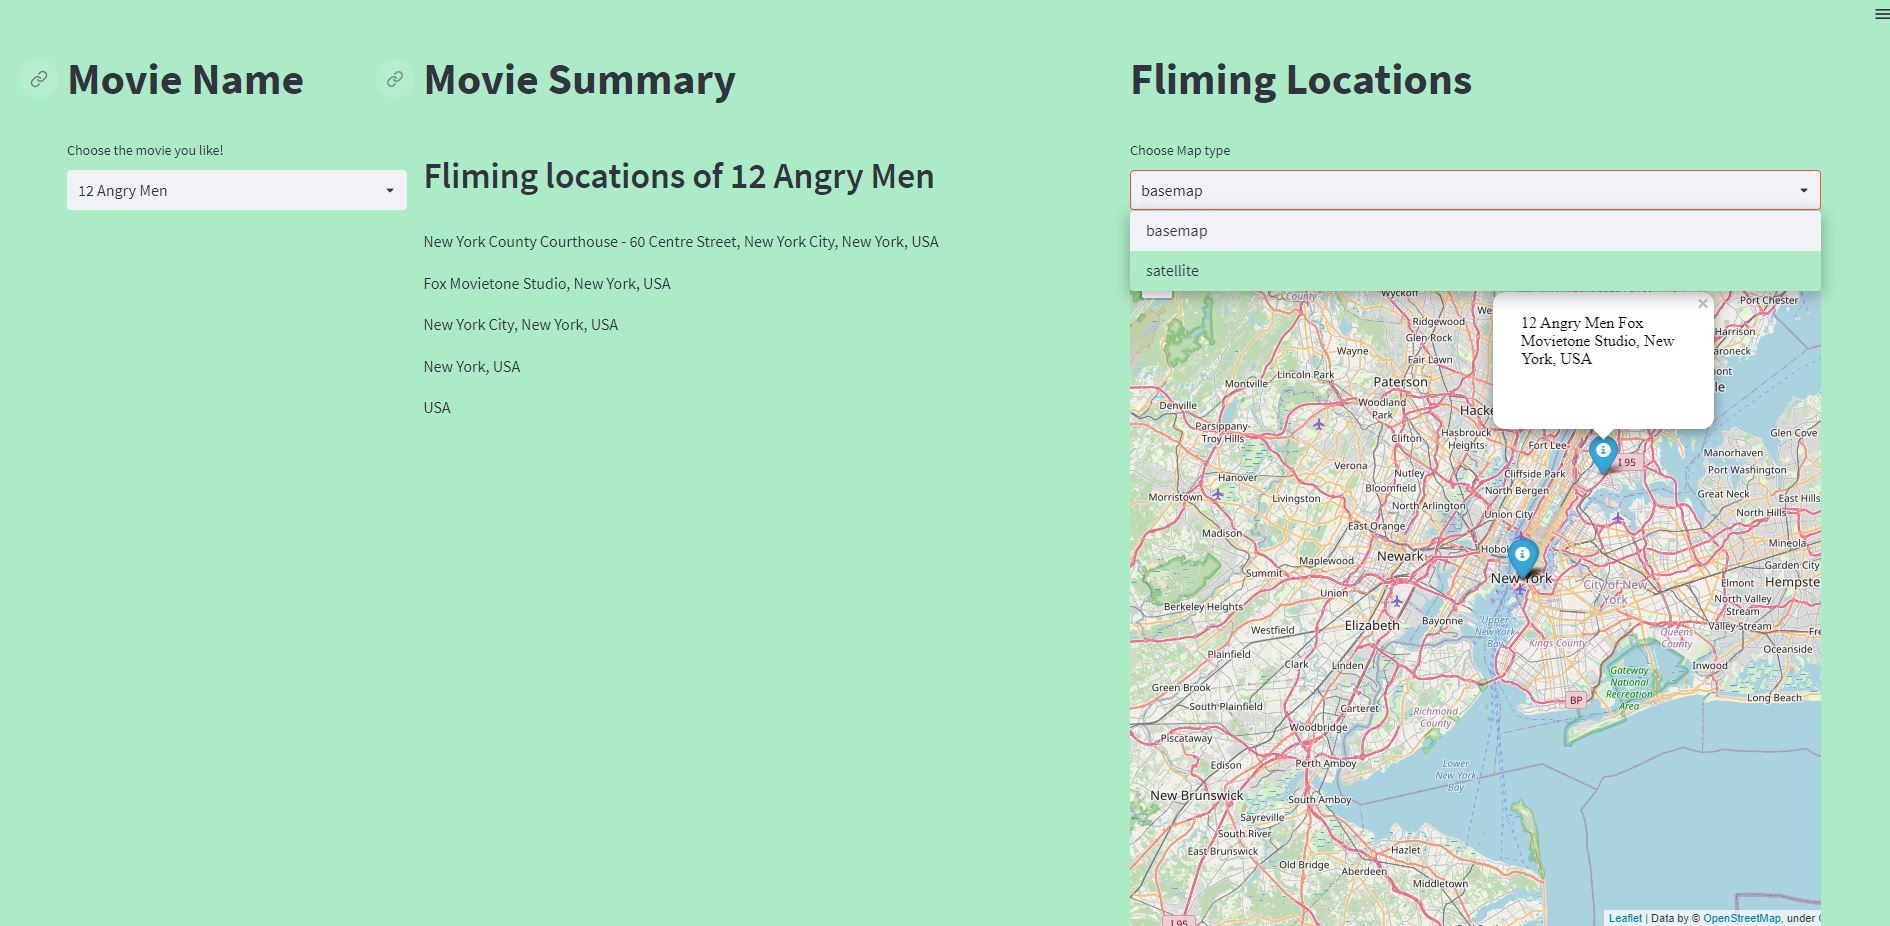 Movie Name
Movie Summary
Fliming Locations
Choose the movie you like!
12 Angry Men
Fliming locations of 12 Angry Men
New York County Courthouse - 60 Centre Street, New York City, New York, USA
Fox Movietone Studio, New York, USA
New York City, New York, USA
New York, USA
USA
Choose Map type
basemap
basemap
satellite
12 Angry Men Fox
Movietone Studio, New
York, USA
County
Wyckoff
Port Chester
Ridgewood
Glen Rock
Harrison
Wayne
Fair Lawn
Lincoln Park
Paterson
Montville
Woodland
Park
Denville
Parsippany-
Troy Hills
Clifton
Hasbrouck
Heights
Fort Lee
Glen Cove
Verona
Nutley
Cliffside Park
I 95
Manorhaven
Port Washington
Hanover
Bloomfield
North Bergen
Great Neck
East Hills
Morristown
Livingston
North Arlington
Union City
North Hills
East Orange
Madison
Maplewood
Newark
Mineola
Garden City
Summit
New York
City of New
York
Elmont
Hempste
Union
North Valley
Stream
Berkeley Heights
Elizabeth
Bayonne
Upper
New York
Bay
Valley Stream
Westfield
Kings County
Queens
County
Oceanside
Plainfield
Clark
Linden
Inwood
Gateway
National
Recreation
Area
Green Brook
Long Beach
South Plainfield
Carteret
BP
Richmond
County
Woodbridge
Piscataway
Edison
Perth Amboy
Lower
New York
Bay
New Brunswick
South Amboy
Sayreville
South River
East Brunswick
Hazlet
Old Bridge
Aberdeen
Middletown
I 95
Leaflet | Data by © OpenStreetMap, under